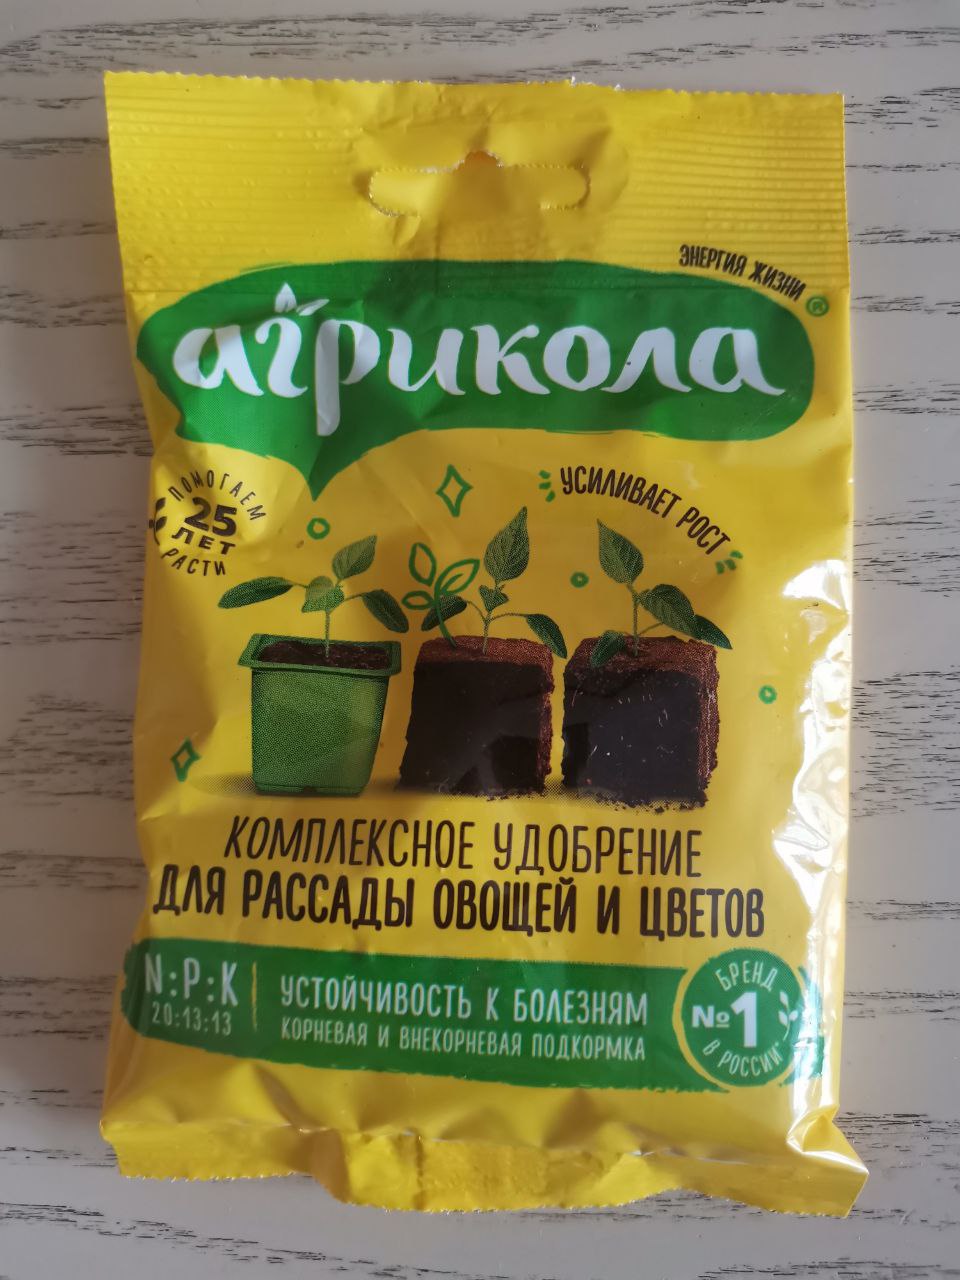 ЭНЕРГИЯ ЖИЗНИ
агрикола®
ПОМОГАЕМ
25
ЛЕТ
РАСТИ
УСИЛИВАЕТ РОСТ
КОМПЛЕКСНОЕ УДОБРЕНИЕ
ДЛЯ РАССАДЫ ОВОЩЕЙ И ЦВЕТОВ
N:P:K
20:13:13
УСТОЙЧИВОСТЬ К БОЛЕЗНЯМ
КОРНЕВАЯ И ВНЕКОРНЕВАЯ ПОДКОРМКА
БРЕНД
№1
В РОССИИ*